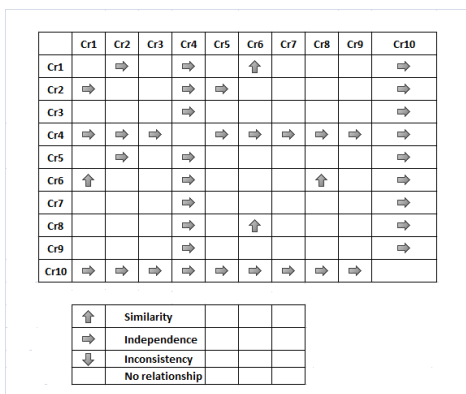 Cr1 Cr2 Cr3 Cr4 Cr5 Cr6 Cr7 Cr8 Cr9 Cr10
Cr1
Cr2
Cr3
Cr4
Cr5
Cr6
Cr7
Cr8
Cr9
Cr10
Similarity
Independence
Inconsistency
No relationship